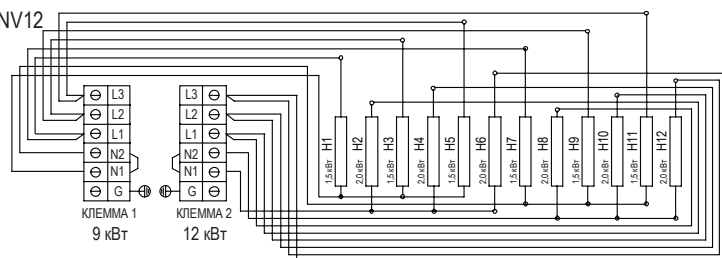 NV12
L3
L2
L1
N2
N1
G
КЛЕММА 1
9 кВт
L3
L2
L1
N2
N1
G
КЛЕММА 2
12 кВт
H1
1,5кВт
H2
2,0кВт
H3
1,5кВт
H4
2,0кВт
H5
1,5кВт
H6
2,0кВт
H7
1,5кВт
H8
2,0кВт
H9
1,5кВт
H10
2,0кВт
H11
1,5кВт
H12
2,0кВт